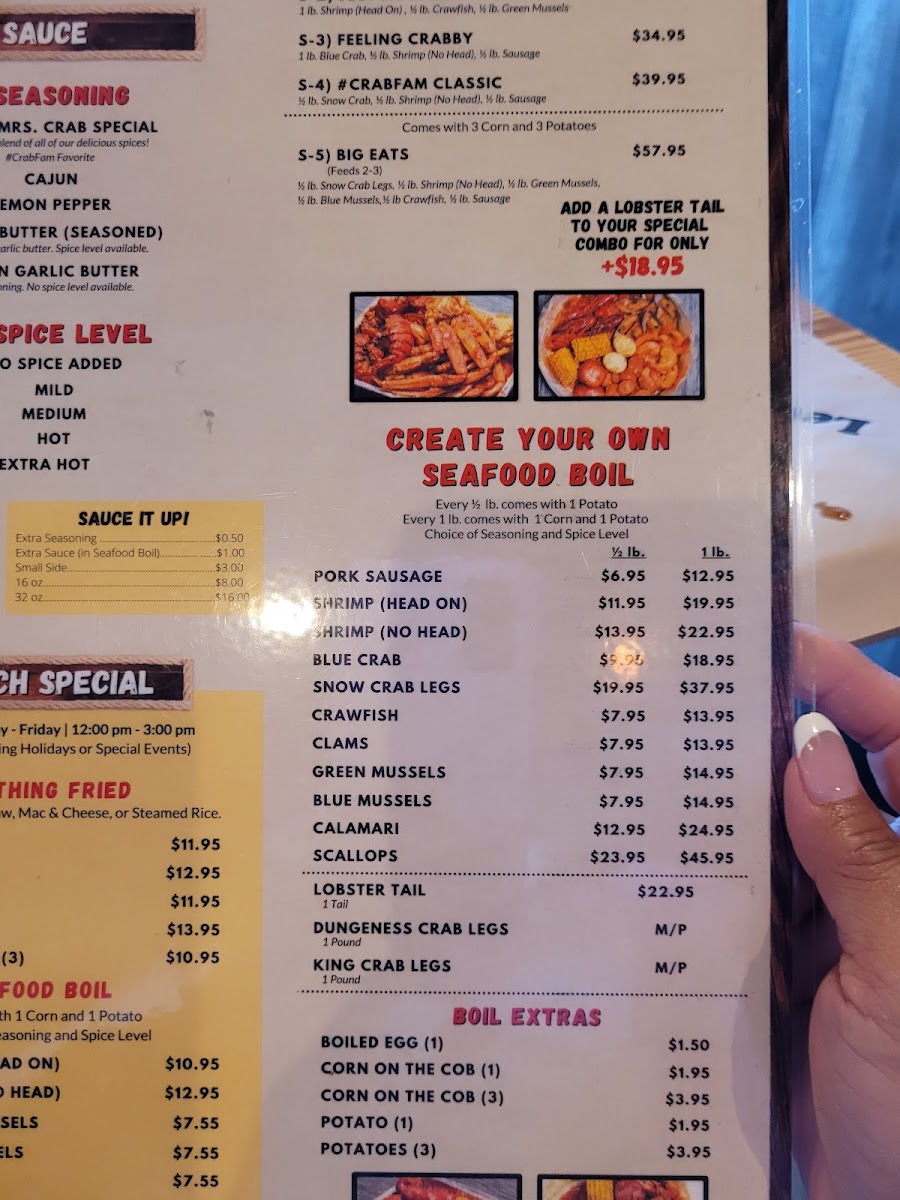 SAUCE
SEASONING
MRS. CRAB SPECIAL
blend of all of our delicious spices!
#CrabFam Favorite
CAJUN
EMON PEPPER
BUTTER (SEASONED)
arlic butter. Spice level available.
N GARLIC BUTTER
oning. No spice level available.
SPICE LEVEL
O SPICE ADDED
MILD
MEDIUM
HOT
EXTRA HOT
SAUCE IT UP!
Extra Seasoning $0.50
Extra Sauce (in Seafood Boil) $1.00
Small Side $3.00
16 oz $8.00
32 oz $16.00
CH SPECIAL
y - Friday | 12:00 pm - 3:00 pm
ing Holidays or Special Events)
THING FRIED
w, Mac & Cheese, or Steamed Rice.
$11.95
$12.95
$11.95
$13.95
(3) $10.95
FOOD BOIL
th 1 Corn and 1 Potato
easoning and Spice Level
AD ON) $10.95
O HEAD) $12.95
SELS $7.55
ELS $7.55
$7.55
1 lb. Shrimp (Head On), ½ lb. Crawfish, ½ lb. Green Mussels
S-3) FEELING CRABBY $34.95
1 lb. Blue Crab, ½ lb. Shrimp (No Head), ½ lb. Sausage
S-4) #CRABFAM CLASSIC $39.95
½ lb. Snow Crab, ½ lb. Shrimp (No Head), ½ lb. Sausage
Comes with 3 Corn and 3 Potatoes
S-5) BIG EATS $57.95
(Feeds 2-3)
½ lb. Snow Crab Legs, ½ lb. Shrimp (No Head), ½ lb. Green Mussels,
½ lb. Blue Mussels, ½ lb Crawfish, ½ lb. Sausage
ADD A LOBSTER TAIL
TO YOUR SPECIAL
COMBO FOR ONLY
+$18.95
CREATE YOUR OWN
SEAFOOD BOIL
Every ½ lb. comes with 1 Potato
Every 1 lb. comes with 1 Corn and 1 Potato
Choice of Seasoning and Spice Level
½ lb. 1 lb.
PORK SAUSAGE $6.95 $12.95
SHRIMP (HEAD ON) $11.95 $19.95
SHRIMP (NO HEAD) $13.95 $22.95
BLUE CRAB $9.95 $18.95
SNOW CRAB LEGS $19.95 $37.95
CRAWFISH $7.95 $13.95
CLAMS $7.95 $13.95
GREEN MUSSELS $7.95 $14.95
BLUE MUSSELS $7.95 $14.95
CALAMARI $12.95 $24.95
SCALLOPS $23.95 $45.95
LOBSTER TAIL $22.95
1 Tail
DUNGENESS CRAB LEGS M/P
1 Pound
KING CRAB LEGS M/P
1 Pound
BOIL EXTRAS
BOILED EGG (1) $1.50
CORN ON THE COB (1) $1.95
CORN ON THE COB (3) $3.95
POTATO (1) $1.95
POTATOES (3) $3.95